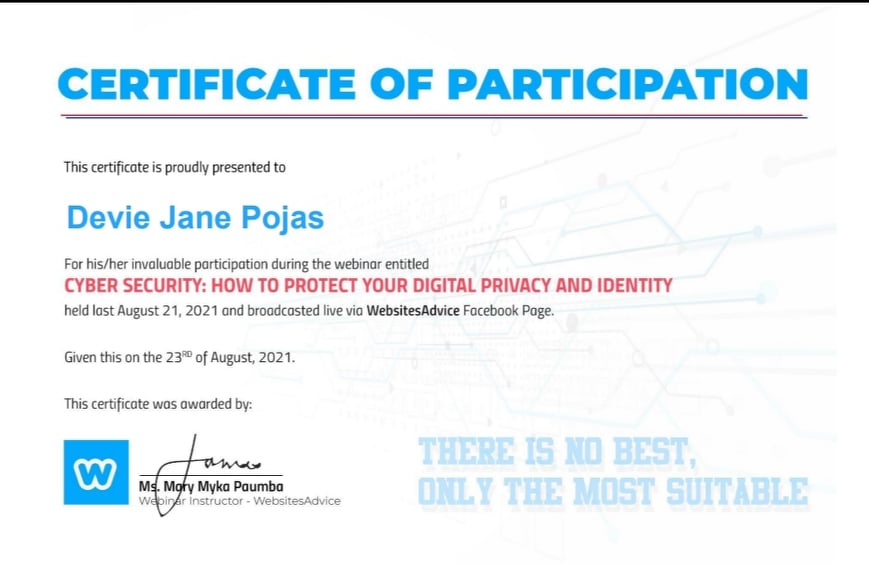 CERTIFICATE OF PARTICIPATION
This certificate is proudly presented to
Devie Jane Pojas
For his/her invaluable participation during the webinar entitled
CYBER SECURITY: HOW TO PROTECT YOUR DIGITAL PRIVACY AND IDENTITY
held last August 21, 2021 and broadcasted live via WebsitesAdvice Facebook Page.
Given this on the 23RD of August, 2021.
This certificate was awarded by:
W
Ms. Mary Myka Paumba
Webinar Instructor - WebsitesAdvice
THERE IS NO BEST,
ONLY THE MOST SUITABLE